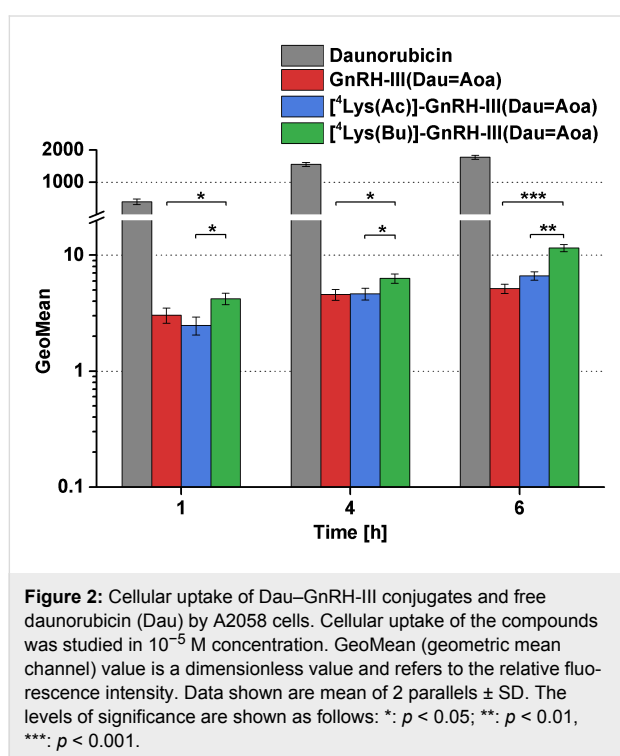 Daunorubicin
GnRH-III(Dau=Aoa)
[⁴Lys(Ac)]-GnRH-III(Dau=Aoa)
[⁴Lys(Bu)]-GnRH-III(Dau=Aoa)
2000
1000
* * ***
* * **
10
GeoMean
1
0.1
1 4 6
Time [h]
Figure 2: Cellular uptake of Dau–GnRH-III conjugates and free
daunorubicin (Dau) by A2058 cells. Cellular uptake of the compounds
was studied in 10⁻⁵ M concentration. GeoMean (geometric mean
channel) value is a dimensionless value and refers to the relative fluo-
rescence intensity. Data shown are mean of 2 parallels ± SD. The
levels of significance are shown as follows: *: p < 0.05; **: p < 0.01,
***: p < 0.001.